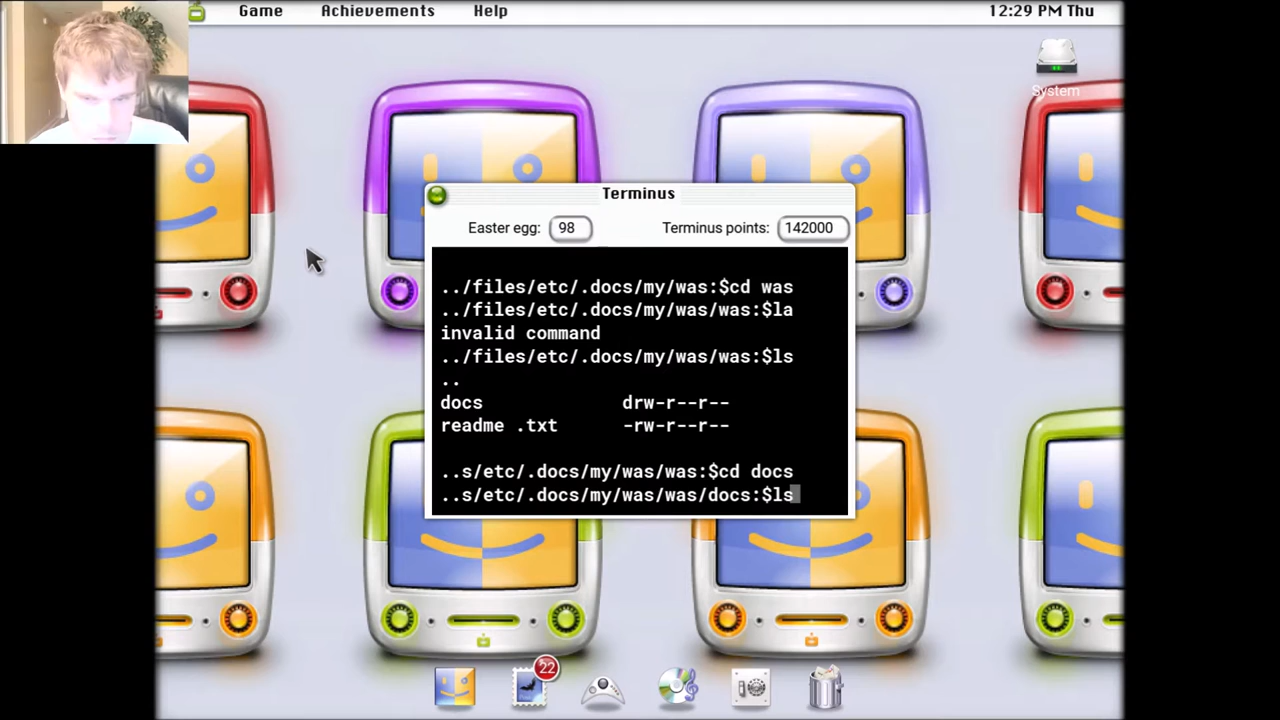 Game Achievements Help 12:29 PM Thu
System
Terminus
Easter egg: 98 Terminus points: 142000
../files/etc/.docs/my/was:$cd was
../files/etc/.docs/my/was/was:$la
invalid command
../files/etc/.docs/my/was/was:$ls
..
docs drw-r--r--
readme .txt -rw-r--r--
..s/etc/.docs/my/was/was:$cd docs
..s/etc/.docs/my/was/was/docs:$ls
22